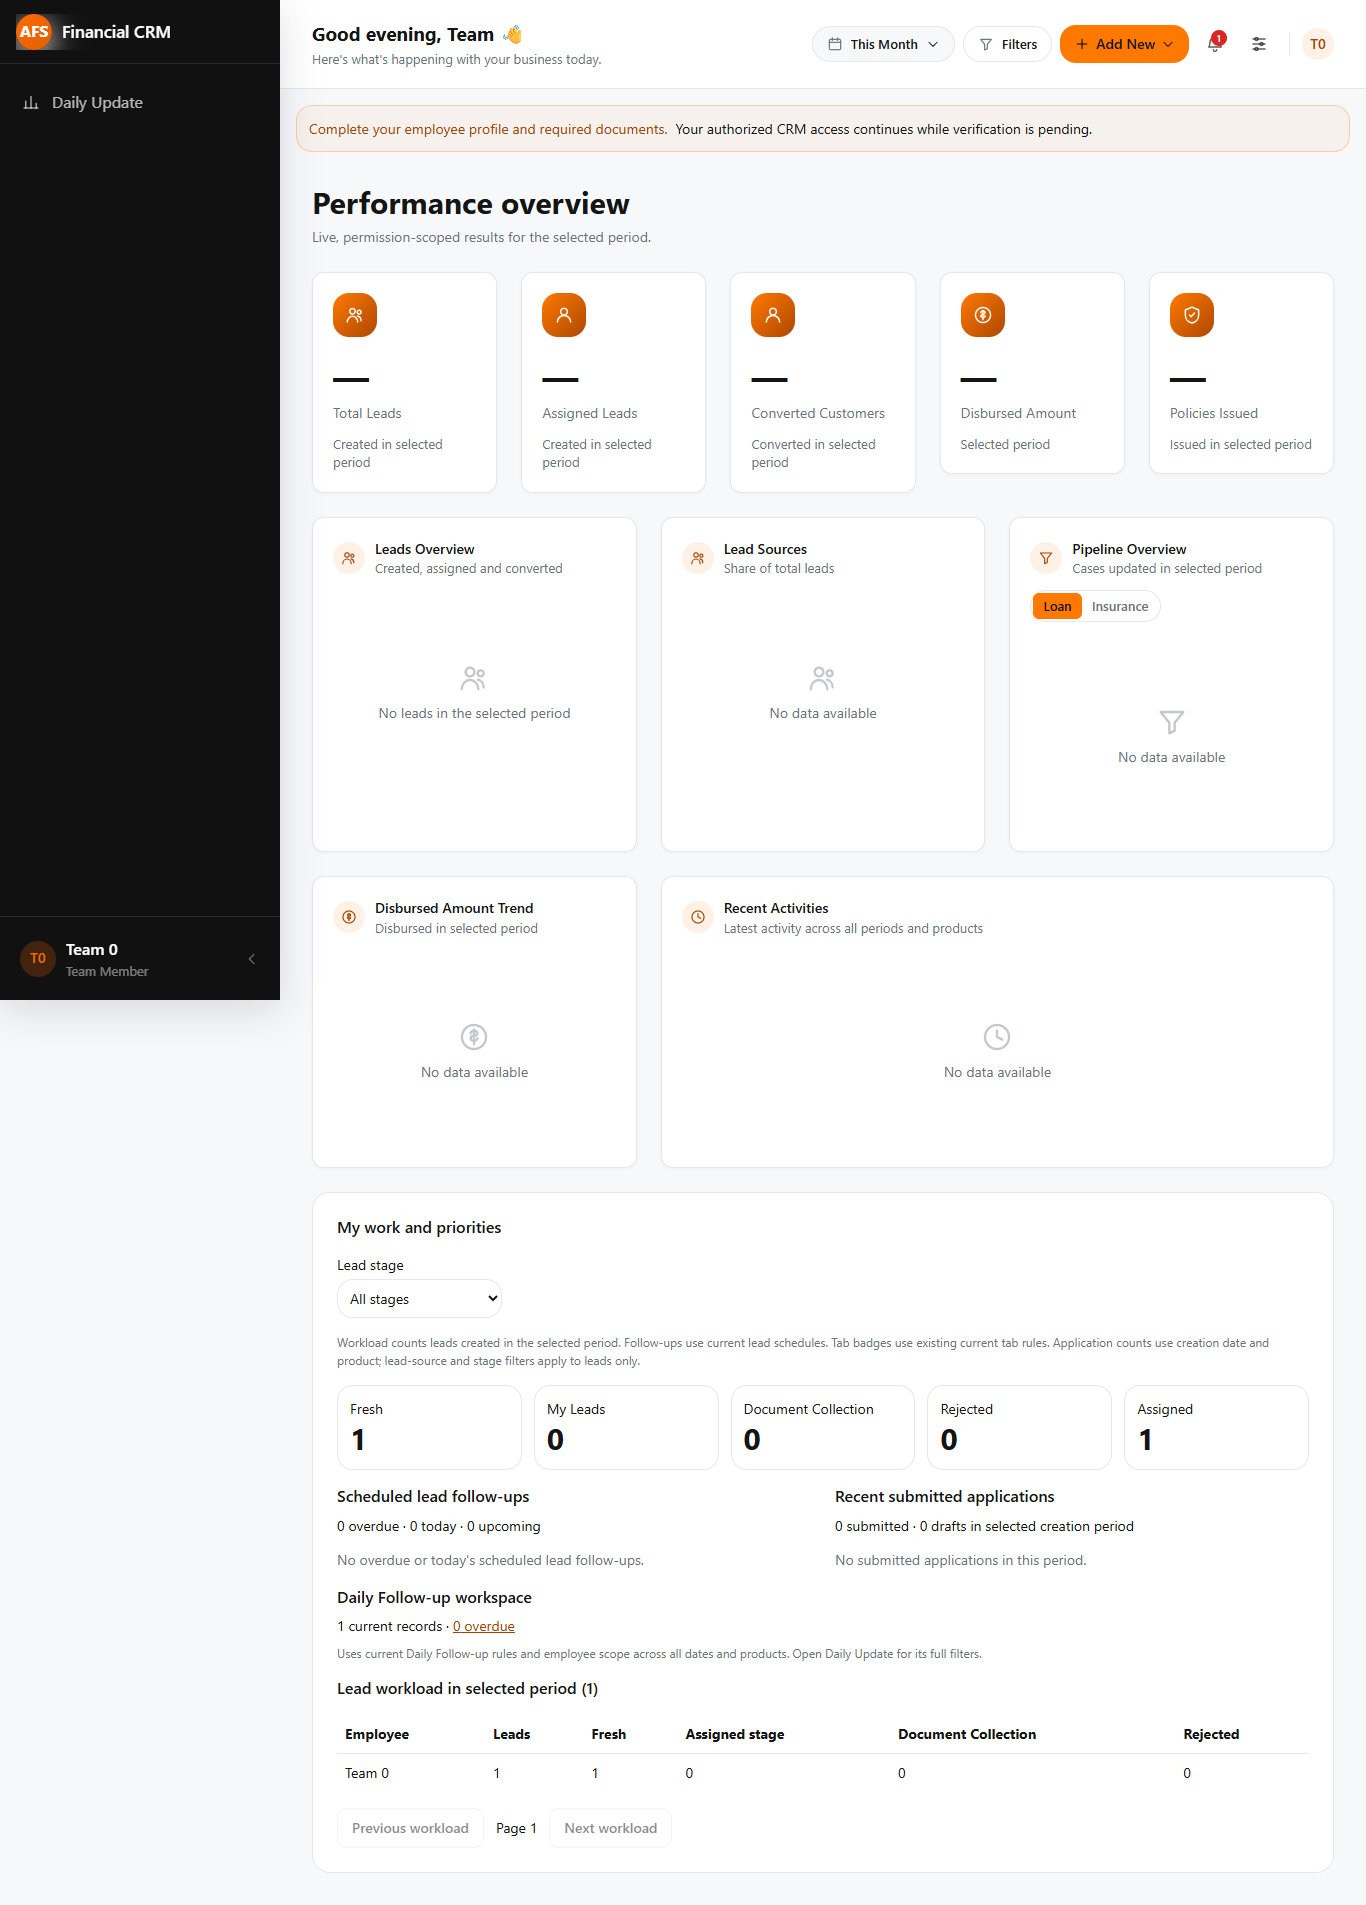 AFS Financial CRM
Daily Update
Good evening, Team 👋
Here's what's happening with your business today.
This Month
Filters
+ Add New
1
T0
Complete your employee profile and required documents. Your authorized CRM access continues while verification is pending.
Performance overview
Live, permission-scoped results for the selected period.
—
Total Leads
Created in selected
period
—
Assigned Leads
Created in selected
period
—
Converted Customers
Converted in selected
period
—
Disbursed Amount
Selected period
—
Policies Issued
Issued in selected period
Leads Overview
Created, assigned and converted
No leads in the selected period
Lead Sources
Share of total leads
No data available
Pipeline Overview
Cases updated in selected period
Loan Insurance
No data available
T0 Team 0
Team Member
Disbursed Amount Trend
Disbursed in selected period
No data available
Recent Activities
Latest activity across all periods and products
No data available
My work and priorities
Lead stage
All stages
Workload counts leads created in the selected period. Follow-ups use current lead schedules. Tab badges use existing current tab rules. Application counts use creation date and
product; lead-source and stage filters apply to leads only.
Fresh
1
My Leads
0
Document Collection
0
Rejected
0
Assigned
1
Scheduled lead follow-ups
0 overdue · 0 today · 0 upcoming
No overdue or today's scheduled lead follow-ups.
Recent submitted applications
0 submitted · 0 drafts in selected creation period
No submitted applications in this period.
Daily Follow-up workspace
1 current records · 0 overdue
Uses current Daily Follow-up rules and employee scope across all dates and products. Open Daily Update for its full filters.
Lead workload in selected period (1)
Employee Leads Fresh Assigned stage Document Collection Rejected
Team 0 1 1 0 0 0
Previous workload Page 1 Next workload